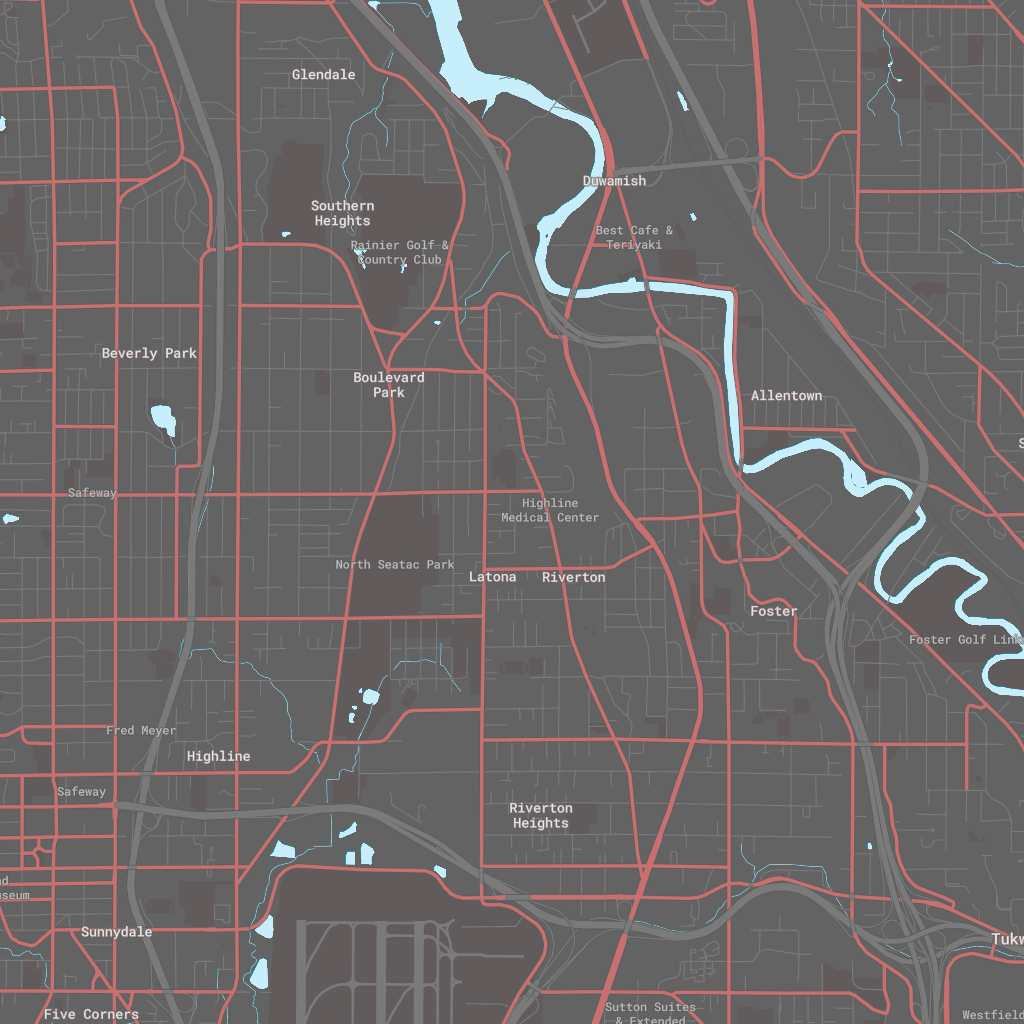 Glendale
Duwamish
Southern
Heights
Best Cafe &
Teriyaki
Rainier Golf &
Country Club
Beverly Park
Boulevard
Park
Allentown
Safeway
Highline
Medical Center
North Seatac Park
Latona
Riverton
Foster
Foster Golf Link
Fred Meyer
Highline
Safeway
Riverton
Heights
useum
Sunnydale
Tukw
Five Corners
Sutton Suites
& Extended
Westfield